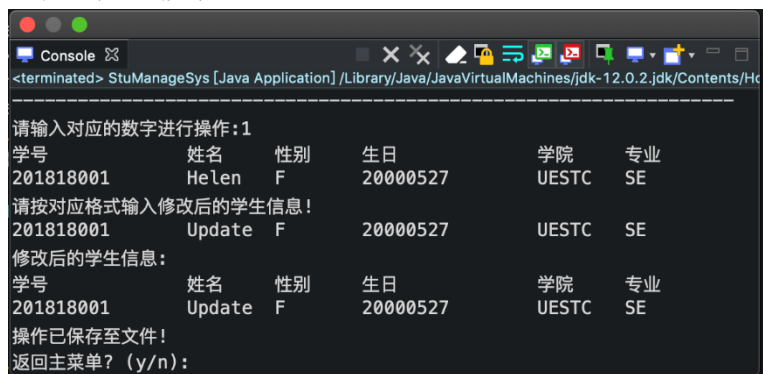 Console
<terminated> StuManageSys [Java Application] /Library/Java/JavaVirtualMachines/jdk-12.0.2.jdk/Contents/Ho
请输入对应的数字进行操作:1
学号 姓名 性别 生日 学院 专业
201818001 Helen F 20000527 UESTC SE
请按对应格式输入修改后的学生信息!
201818001 Update F 20000527 UESTC SE
修改后的学生信息:
学号 姓名 性别 生日 学院 专业
201818001 Update F 20000527 UESTC SE
操作已保存至文件!
返回主菜单? (y/n):